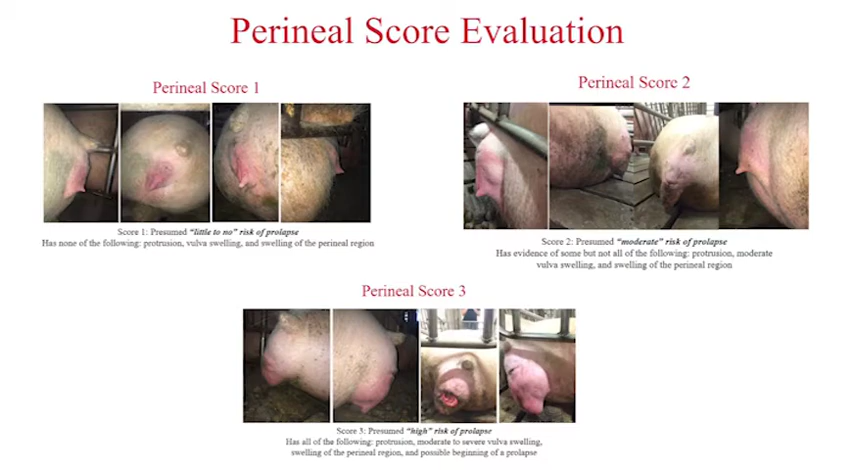 Perineal Score Evaluation
Perineal Score 1
Score 1: Presumed "little to no" risk of prolapse
Has none of the following: protrusion, vulva swelling, and swelling of the perineal region
Perineal Score 2
Score 2: Presumed "moderate" risk of prolapse
Has evidence of some but not all of the following: protrusion, moderate
vulva swelling, and swelling of the perineal region
Perineal Score 3
Score 3: Presumed "high" risk of prolapse
Has all of the following: protrusion, moderate to severe vulva swelling,
swelling of the perineal region, and possible beginning of a prolapse